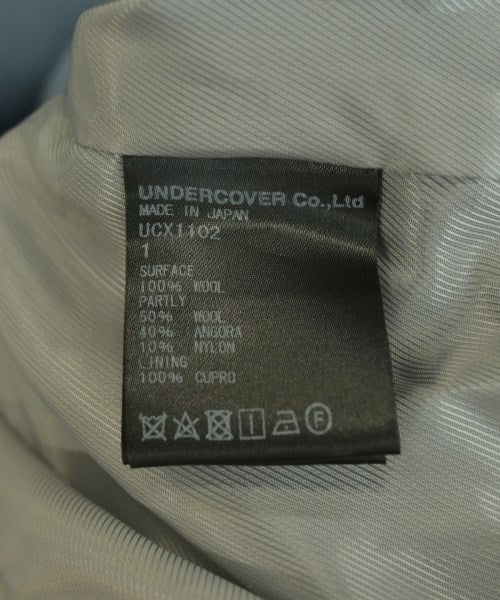 UNDERCOVER Co.,Ltd
MADE IN JAPAN
UCX1102
1
SURFACE
100% WOOL
PARTLY
50% WOOL
40% ANGORA
10% NYLON
LINING
100% CUPRO
F